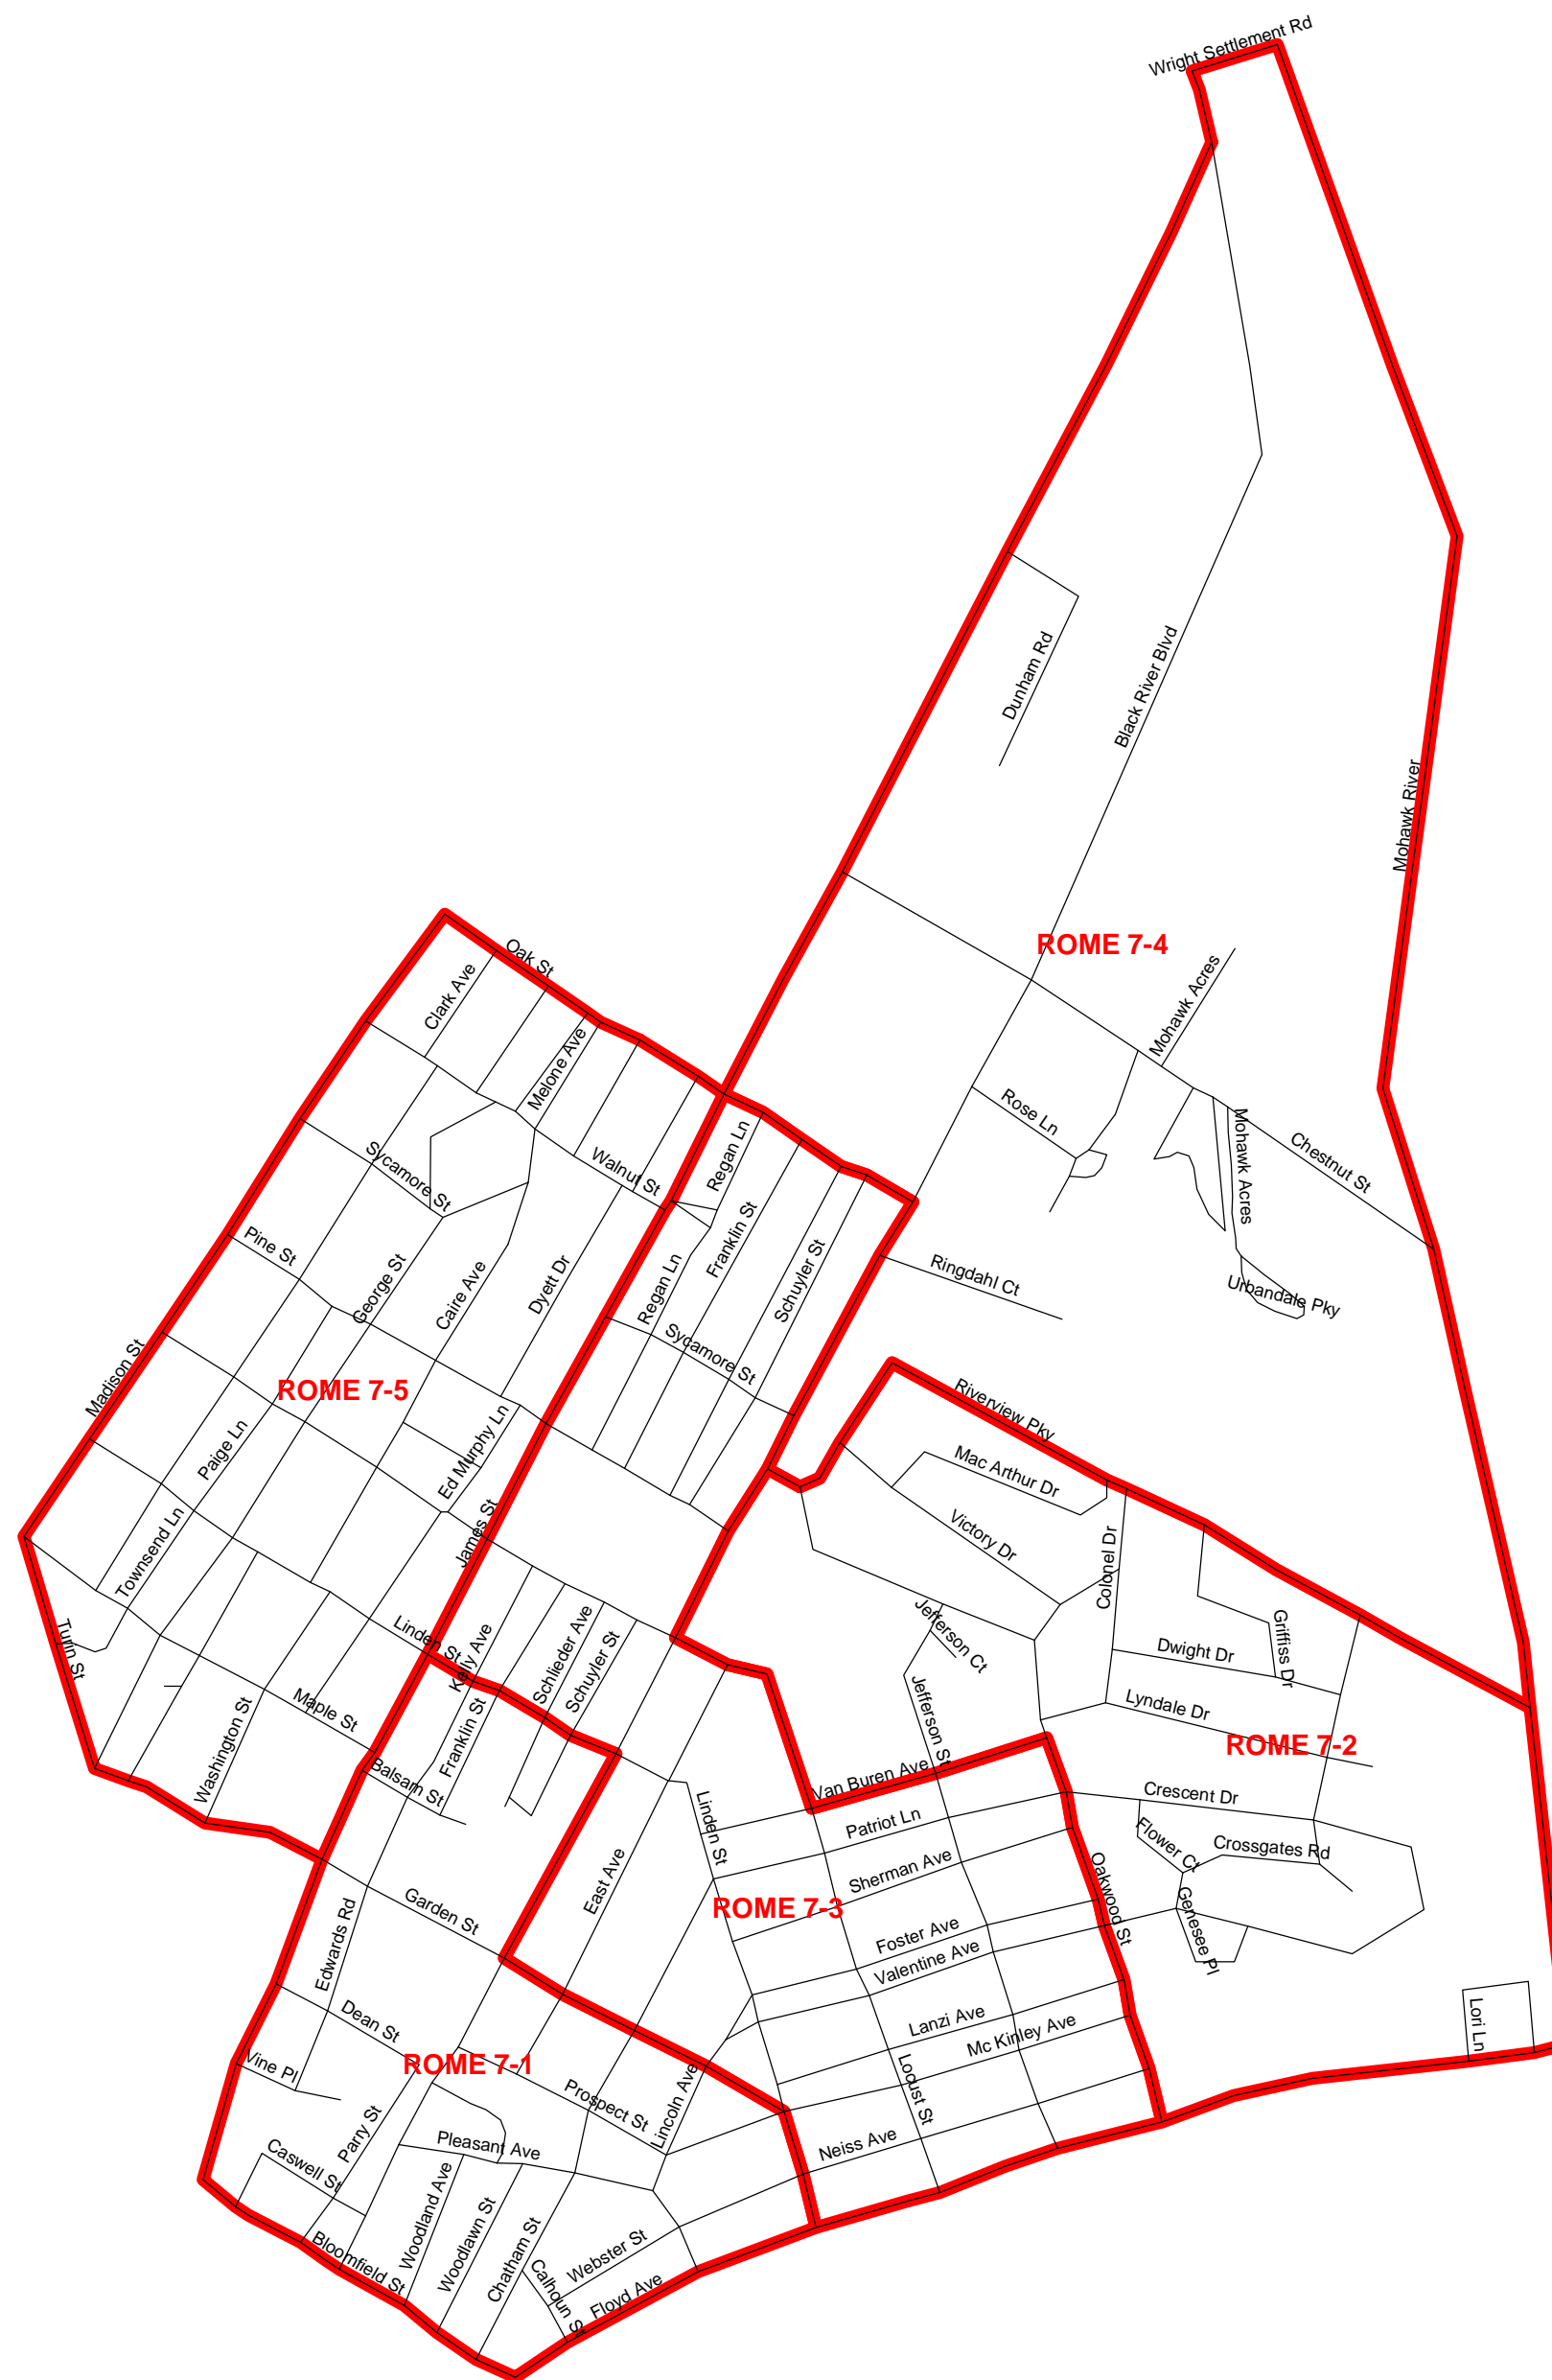 Wright Settlement Rd
Dunham Rd
Black River Blvd
Mohawk River
ROME 7-4
Oak St
Clark Ave
Mohawk Acres
Melone Ave
Rose Ln
Mohawk Acres
Chestnut St
Regan Ln
Walnut St
Sycamore St
Franklin St
Schuyler St
Pine St
George St
Caire Ave
Dyett Dr
Regan Ln
Ringdahl Ct
Urbandale Pky
Sycamore St
Madison St
ROME 7-5
Riverview Pky
Paige Ln
Ed Murphy Ln
Mac Arthur Dr
Victory Dr
James St
Townsend Ln
Colonel Dr
Turin St
Linden St
Kelly Ave
Schlieder Ave
Schuyler St
Jefferson Ct
Dwight Dr
Griffiss Dr
Jefferson St
Lyndale Dr
Maple St
Washington St
Franklin St
ROME 7-2
Balsam St
Van Buren Ave
Linden St
Patriot Ln
Crescent Dr
Flower Ct
Crossgates Rd
Sherman Ave
East Ave
ROME 7-3
Oakwood St
Garden St
Edwards Rd
Foster Ave
Genesee Pl
Valentine Ave
Dean St
Lanzi Ave
Mc Kinley Ave
Lori Ln
Vine Pl
ROME 7-1
Locust St
Prospect St
Lincoln Ave
Parry St
Pleasant Ave
Neiss Ave
Caswell St
Woodland Ave
Woodlawn St
Chatham St
Bloomfield St
Webster St
Calhoun St
Floyd Ave